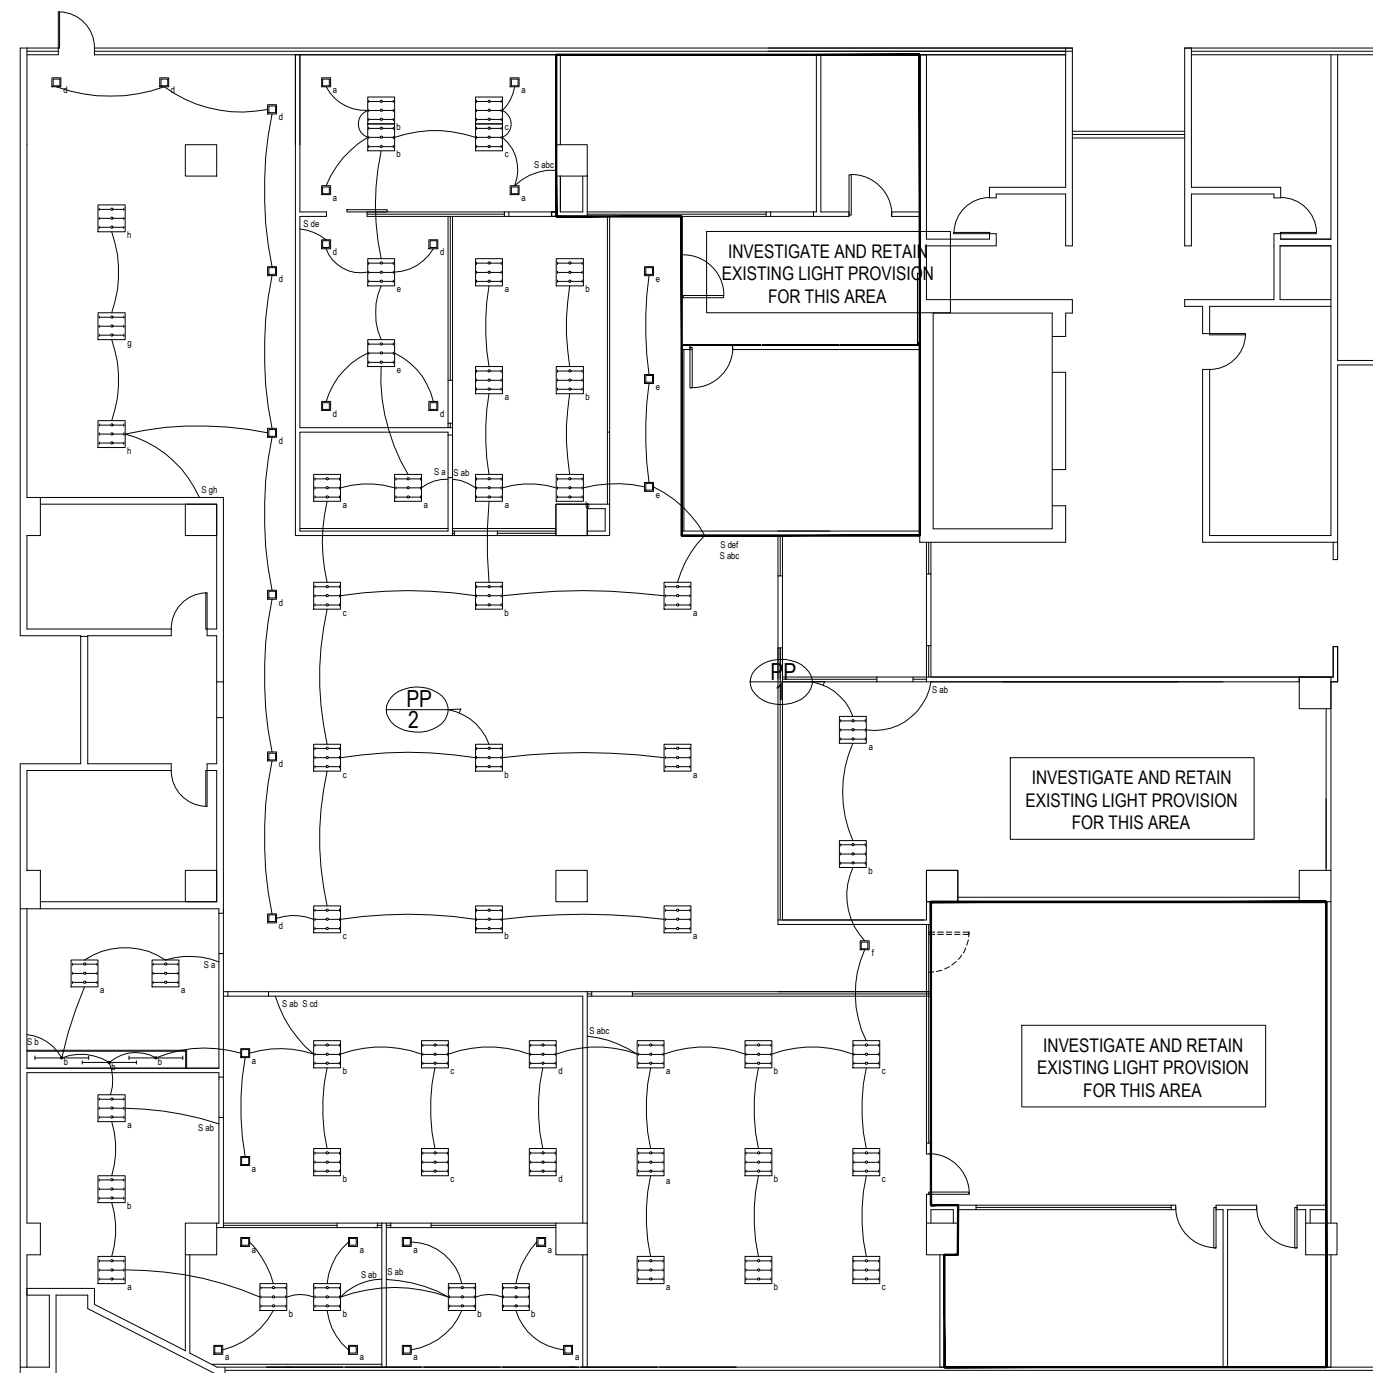 d
d
d
a
a
b
c
b
c
S abc
a
a
h
S de
d
d
e
a
b
e
INVESTIGATE AND RETAIN
EXISTING LIGHT PROVISION
FOR THIS AREA
d
g
e
a
b
e
d
d
h
d
S a
S ab
a
a
a
e
S gh
S def
S abc
d
c
b
a
PP
1
S ab
PP
2
a
d
c
b
a
INVESTIGATE AND RETAIN
EXISTING LIGHT PROVISION
FOR THIS AREA
b
d
c
b
a
f
S a
a
a
S ab S cd
S abc
S b
b
b
b
a
b
c
d
a
b
c
INVESTIGATE AND RETAIN
EXISTING LIGHT PROVISION
FOR THIS AREA
a
S ab
a
b
c
d
a
b
c
b
a
a
a
a
a
S ab
S ab
a
b
c
b
b
b
b
a
a
a
a